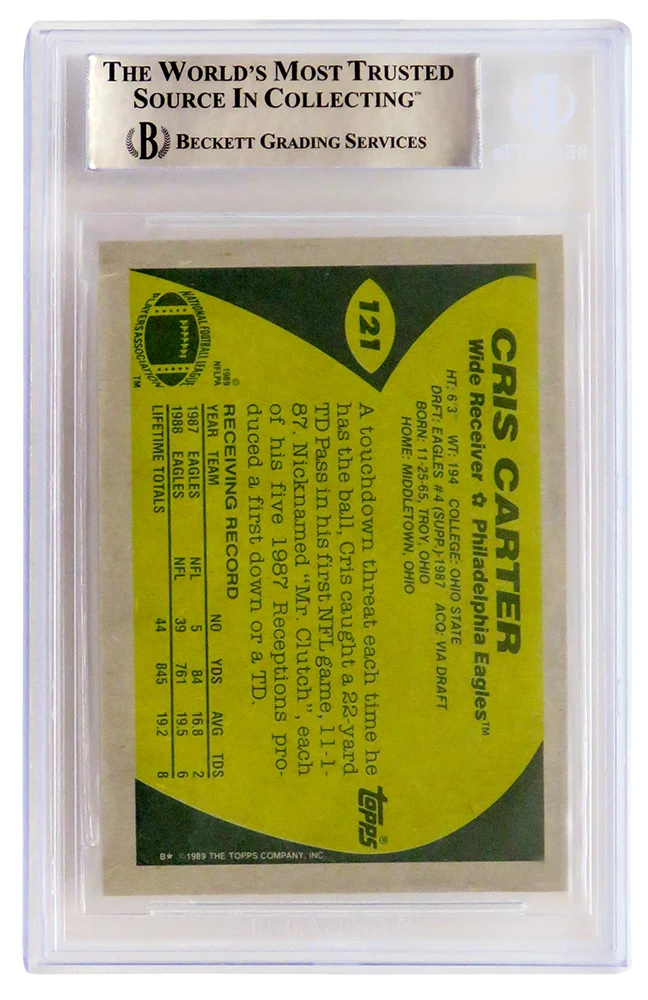 THE WORLD'S MOST TRUSTED
SOURCE IN COLLECTING™
B BECKETT GRADING SERVICES
121
CRIS CARTER
Wide Receiver ✩ Philadelphia Eagles™
HT: 6'3" WT: 194 COLLEGE: OHIO STATE
DRFT: EAGLES #4 (SUPP.)-1987 ACQ: VIA DRAFT
BORN: 11-25-65, TROY, OHIO
HOME: MIDDLETOWN, OHIO
A touchdown threat each time he
has the ball, Cris caught a 22-yard
TD Pass in his first NFL game, 11-1-
87. Nicknamed "Mr. Clutch", each
of his five 1987 Receptions pro-
duced a first down or a TD.
topps®
NATIONAL FOOTBALL LEAGUE
PLAYERS ASSOCIATION
TM
©
1989
NFLPA
RECEIVING RECORD
YEAR TEAM NO YDS AVG TDS
1987 EAGLES NFL 5 84 16.8 2
1988 EAGLES NFL 39 761 19.5 6
LIFETIME TOTALS 44 845 19.2 8
B* ©1989 THE TOPPS COMPANY, INC.